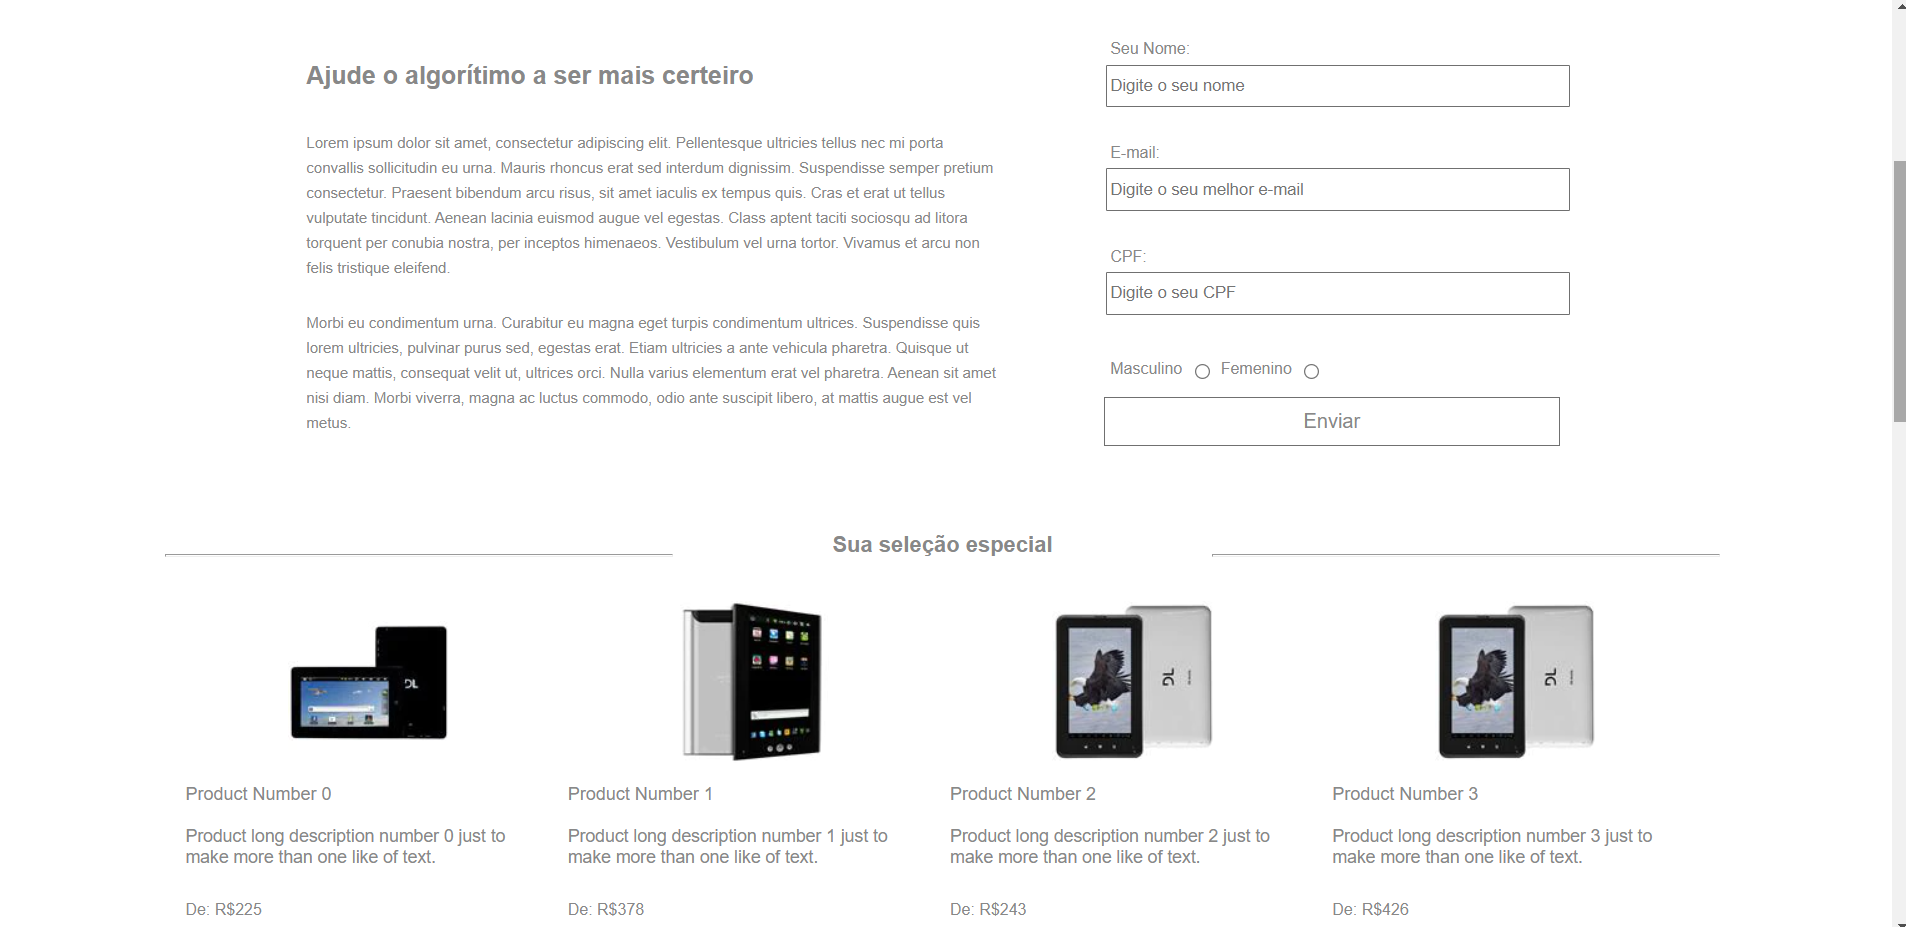 Ajude o algorítimo a ser mais certeiro
Lorem ipsum dolor sit amet, consectetur adipiscing elit. Pellentesque ultricies tellus nec mi porta
convallis sollicitudin eu urna. Mauris rhoncus erat sed interdum dignissim. Suspendisse semper pretium
consectetur. Praesent bibendum arcu risus, sit amet iaculis ex tempus quis. Cras et erat ut tellus
vulputate tincidunt. Aenean lacinia euismod augue vel egestas. Class aptent taciti sociosqu ad litora
torquent per conubia nostra, per inceptos himenaeos. Vestibulum vel urna tortor. Vivamus et arcu non
felis tristique eleifend.
Morbi eu condimentum urna. Curabitur eu magna eget turpis condimentum ultrices. Suspendisse quis
lorem ultricies, pulvinar purus sed, egestas erat. Etiam ultricies a ante vehicula pharetra. Quisque ut
neque mattis, consequat velit ut, ultrices orci. Nulla varius elementum erat vel pharetra. Aenean sit amet
nisi diam. Morbi viverra, magna ac luctus commodo, odio ante suscipit libero, at mattis augue est vel
metus.
Seu Nome:
Digite o seu nome
E-mail:
Digite o seu melhor e-mail
CPF:
Digite o seu CPF
Masculino Femenino
Enviar
Sua seleção especial
DL
DL
DL
Product Number 0
Product long description number 0 just to
make more than one like of text.
De: R$225
Product Number 1
Product long description number 1 just to
make more than one like of text.
De: R$378
Product Number 2
Product long description number 2 just to
make more than one like of text.
De: R$243
Product Number 3
Product long description number 3 just to
make more than one like of text.
De: R$426